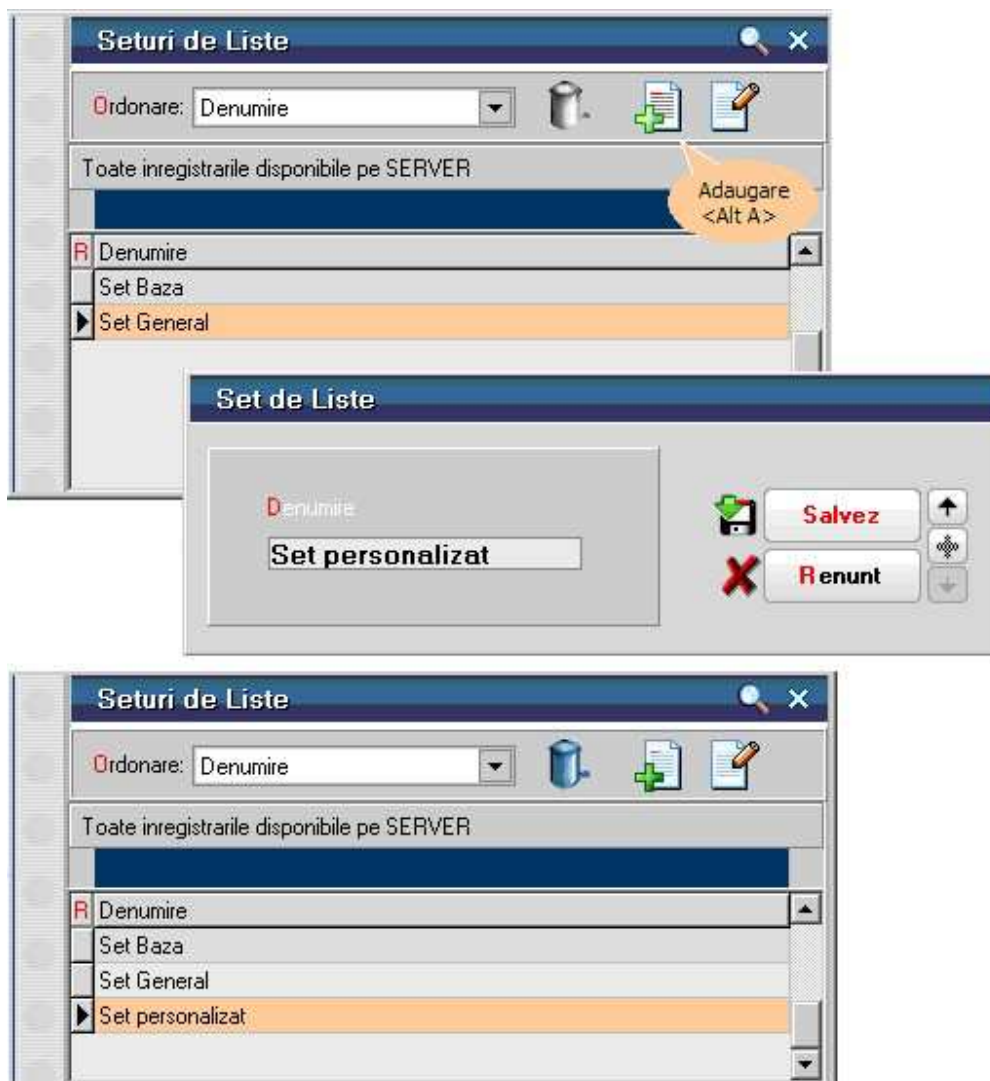 Seturi de Liste
Ordonare: Denumire
Toate inregistrarile disponibile pe SERVER
Adaugare
<Alt A>
R Denumire
Set Baza
Set General
Set de Liste
Denumire
Set personalizat
Salvez
Renunt
Seturi de Liste
Ordonare: Denumire
Toate inregistrarile disponibile pe SERVER
R Denumire
Set Baza
Set General
Set personalizat